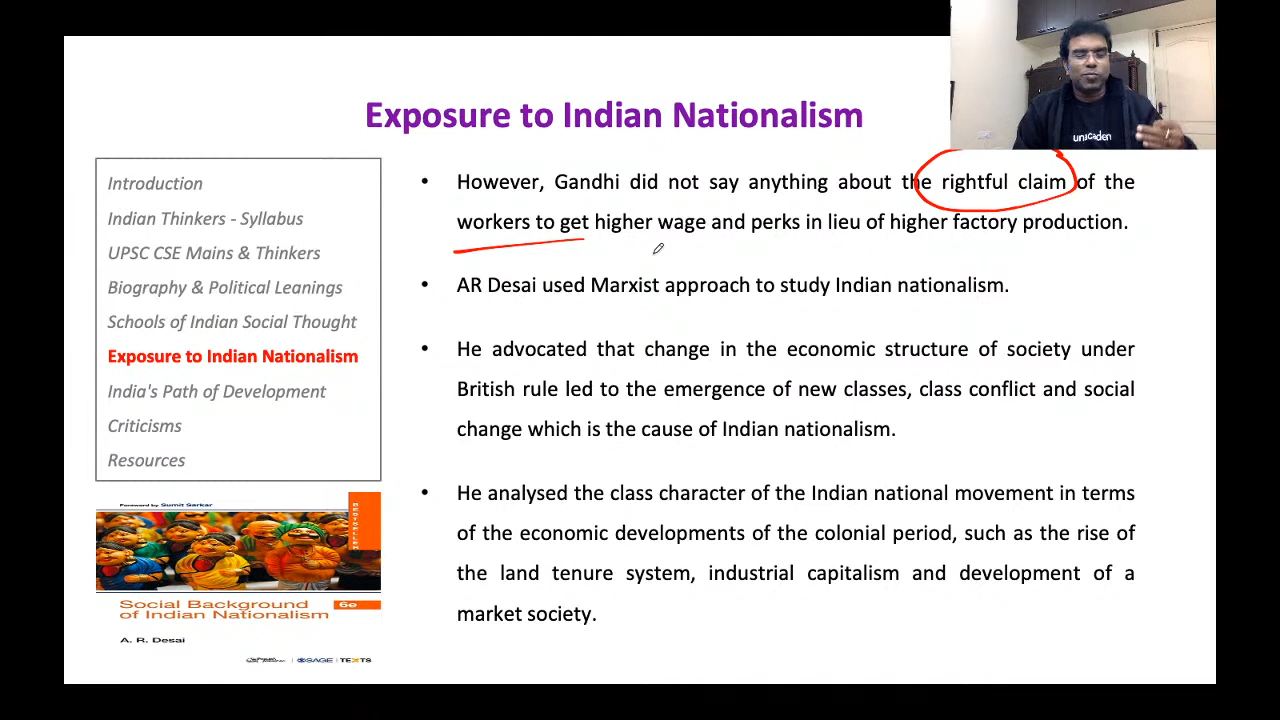 Exposure to Indian Nationalism
Introduction
Indian Thinkers - Syllabus
UPSC CSE Mains & Thinkers
Biography & Political Leanings
Schools of Indian Social Thought
Exposure to Indian Nationalism
India's Path of Development
Criticisms
Resources
• However, Gandhi did not say anything about the rightful claim of the
workers to get higher wage and perks in lieu of higher factory production.
• AR Desai used Marxist approach to study Indian nationalism.
• He advocated that change in the economic structure of society under
British rule led to the emergence of new classes, class conflict and social
change which is the cause of Indian nationalism.
• He analysed the class character of the Indian national movement in terms
of the economic developments of the colonial period, such as the rise of
the land tenure system, industrial capitalism and development of a
market society.
Foreword by Sumit Sarkar
Social Background
of Indian Nationalism
6e
A. R. Desai
SAGE | TEXTS